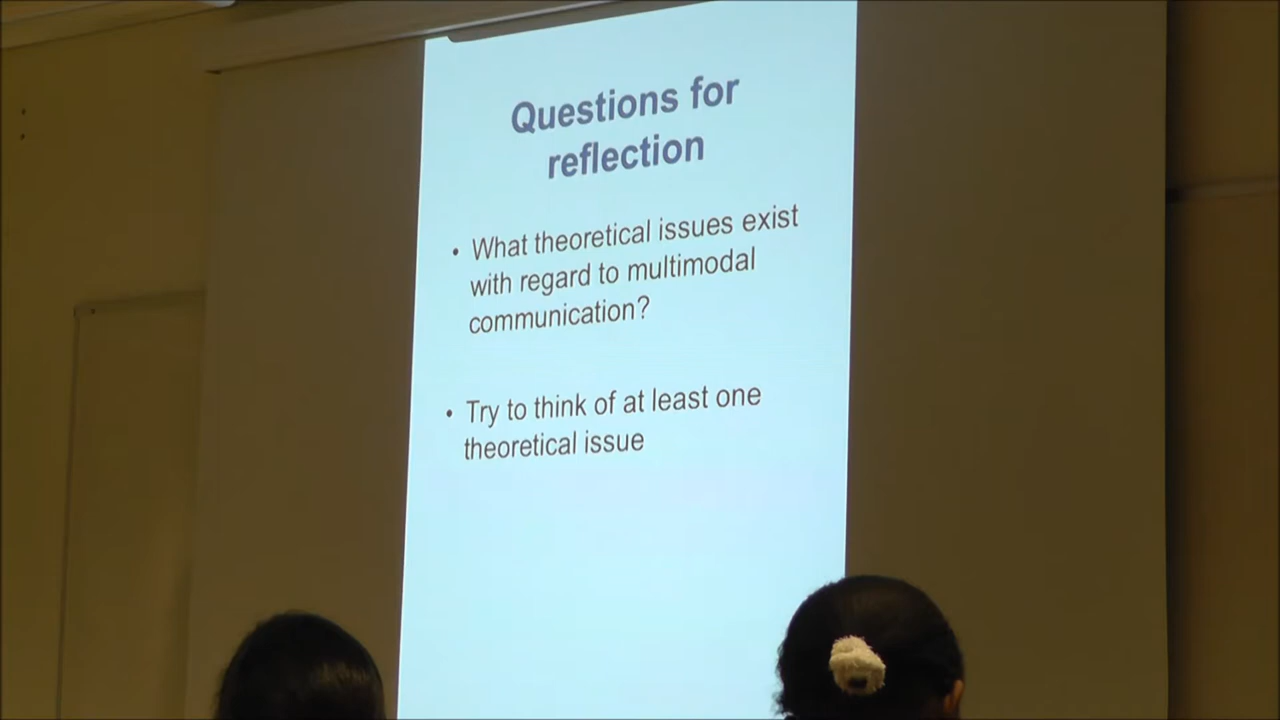 Questions for
reflection
• What theoretical issues exist
with regard to multimodal
communication?
• Try to think of at least one
theoretical issue